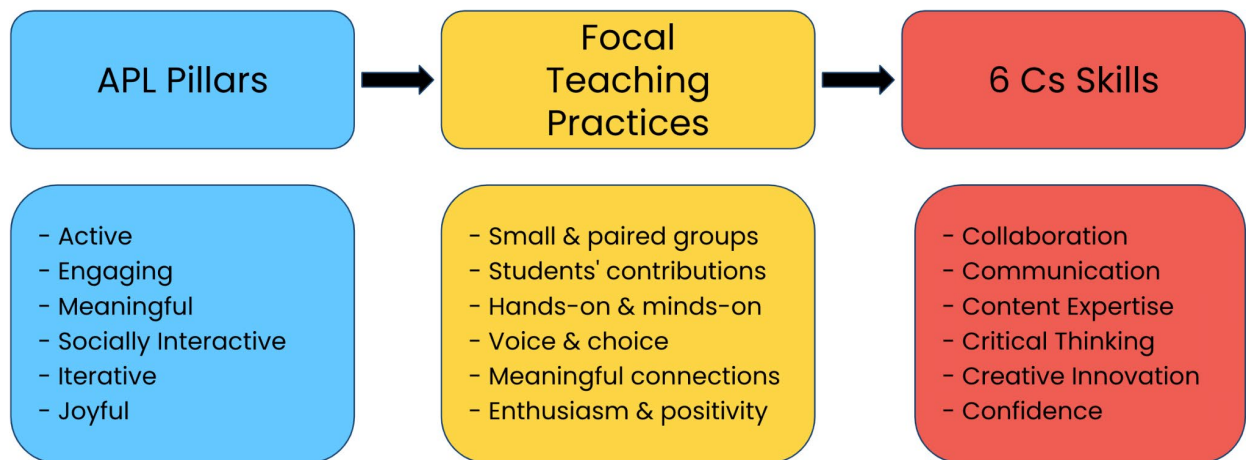 APL Pillars
Focal
Teaching
Practices
6 Cs Skills
- Active
- Engaging
- Meaningful
- Socially Interactive
- Iterative
- Joyful
- Small & paired groups
- Students' contributions
- Hands-on & minds-on
- Voice & choice
- Meaningful connections
- Enthusiasm & positivity
- Collaboration
- Communication
- Content Expertise
- Critical Thinking
- Creative Innovation
- Confidence